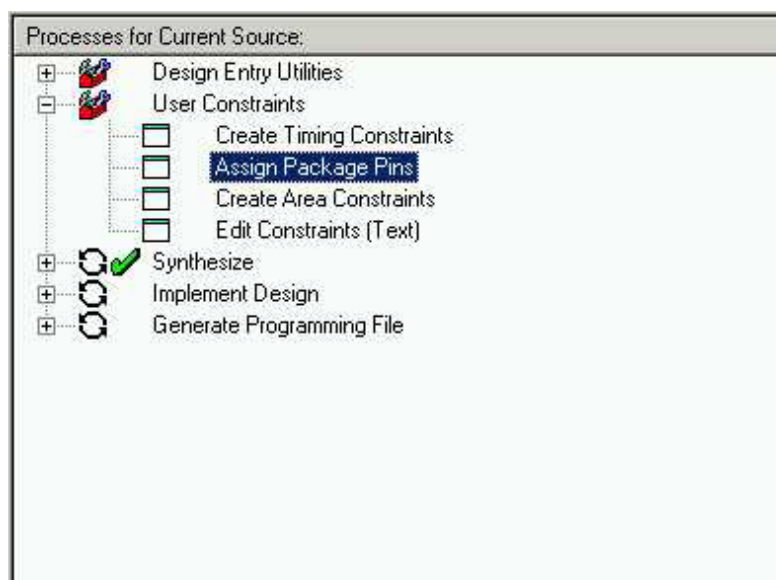 Processes for Current Source:
Design Entry Utilities
User Constraints
Create Timing Constraints
Assign Package Pins
Create Area Constraints
Edit Constraints (Text)
Synthesize
Implement Design
Generate Programming File